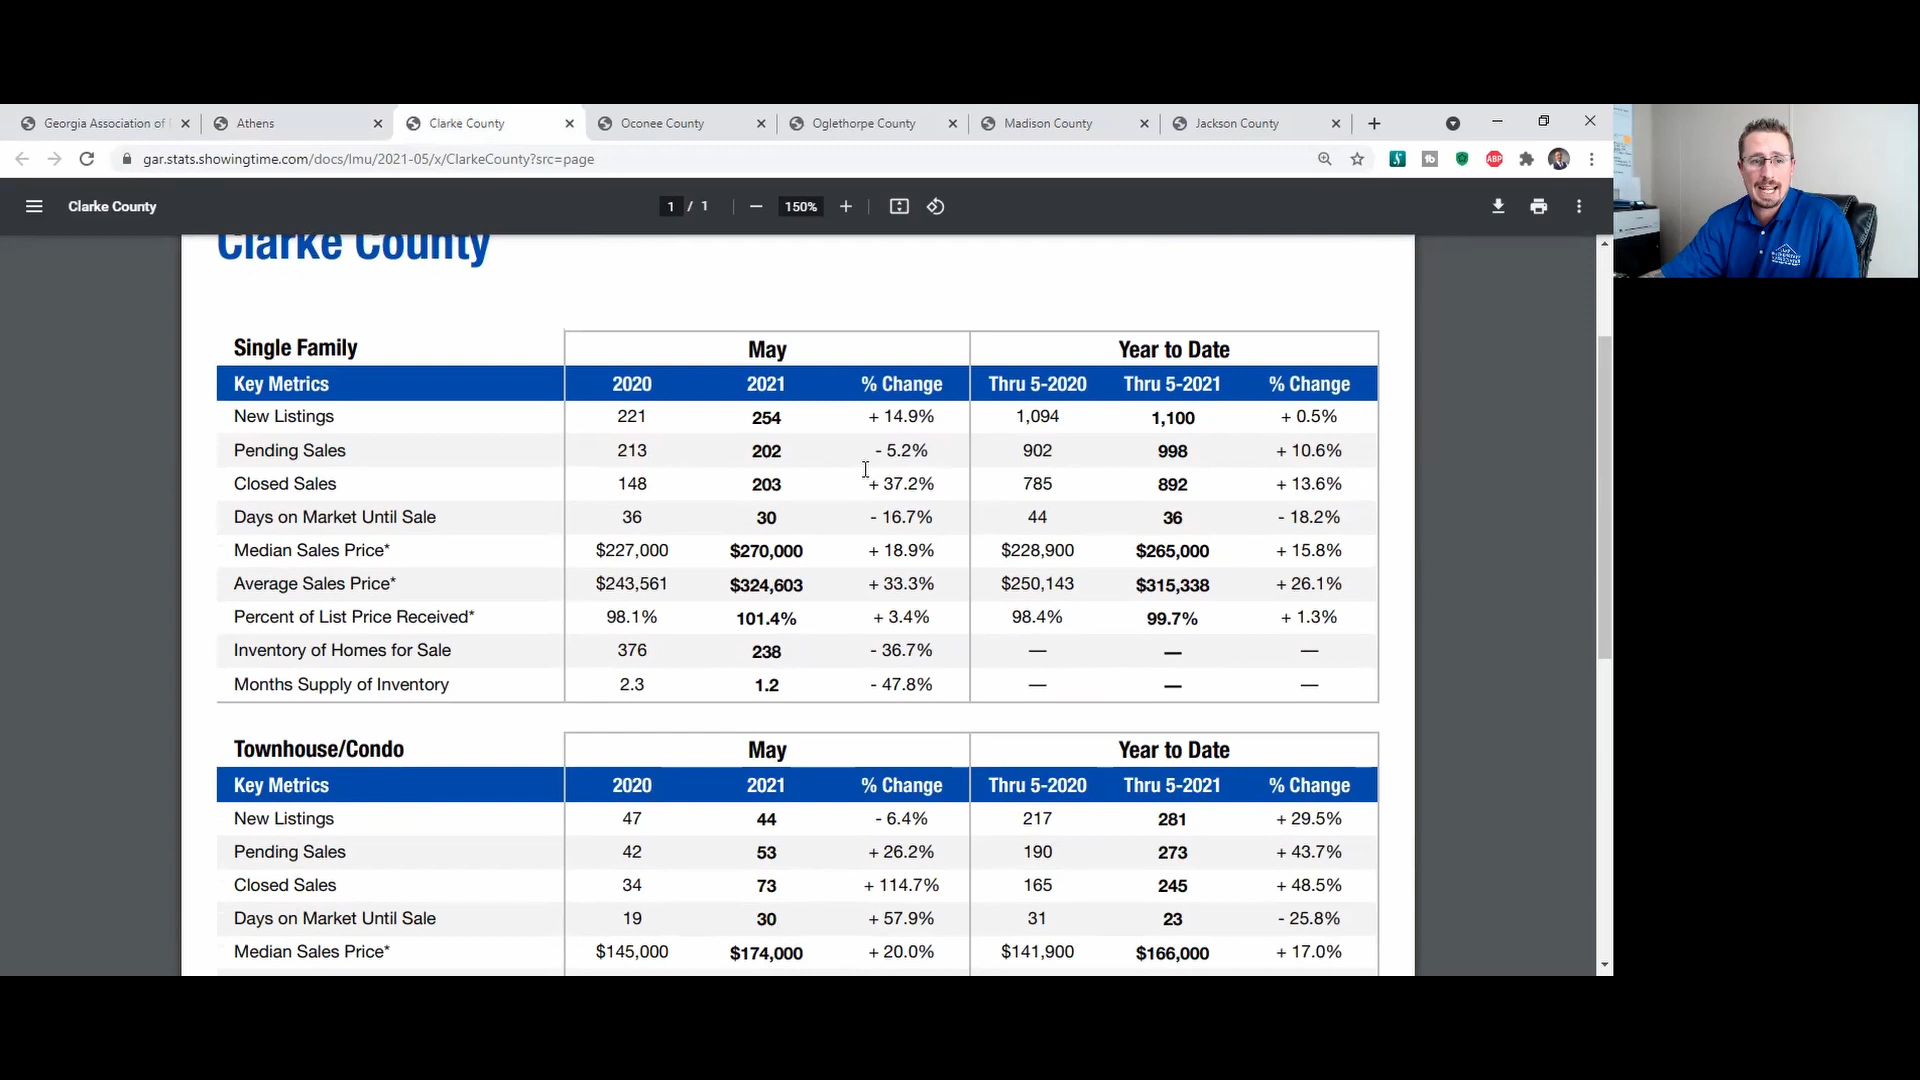 Georgia Association of
Athens
Clarke County
Oconee County
Oglethorpe County
Madison County
Jackson County
gar.stats.showingtime.com/docs/lmu/2021-05/x/ClarkeCounty?src=page
ABP
Clarke County
1 / 1
150%
Clarke County
Single Family May Year to Date
Key Metrics 2020 2021 % Change Thru 5-2020 Thru 5-2021 % Change
New Listings 221 254 + 14.9% 1,094 1,100 + 0.5%
Pending Sales 213 202 - 5.2% 902 998 + 10.6%
Closed Sales 148 203 + 37.2% 785 892 + 13.6%
Days on Market Until Sale 36 30 - 16.7% 44 36 - 18.2%
Median Sales Price* $227,000 $270,000 + 18.9% $228,900 $265,000 + 15.8%
Average Sales Price* $243,561 $324,603 + 33.3% $250,143 $315,338 + 26.1%
Percent of List Price Received* 98.1% 101.4% + 3.4% 98.4% 99.7% + 1.3%
Inventory of Homes for Sale 376 238 - 36.7% — — —
Months Supply of Inventory 2.3 1.2 - 47.8% — — —
Townhouse/Condo May Year to Date
Key Metrics 2020 2021 % Change Thru 5-2020 Thru 5-2021 % Change
New Listings 47 44 - 6.4% 217 281 + 29.5%
Pending Sales 42 53 + 26.2% 190 273 + 43.7%
Closed Sales 34 73 + 114.7% 165 245 + 48.5%
Days on Market Until Sale 19 30 + 57.9% 31 23 - 25.8%
Median Sales Price* $145,000 $174,000 + 20.0% $141,900 $166,000 + 17.0%